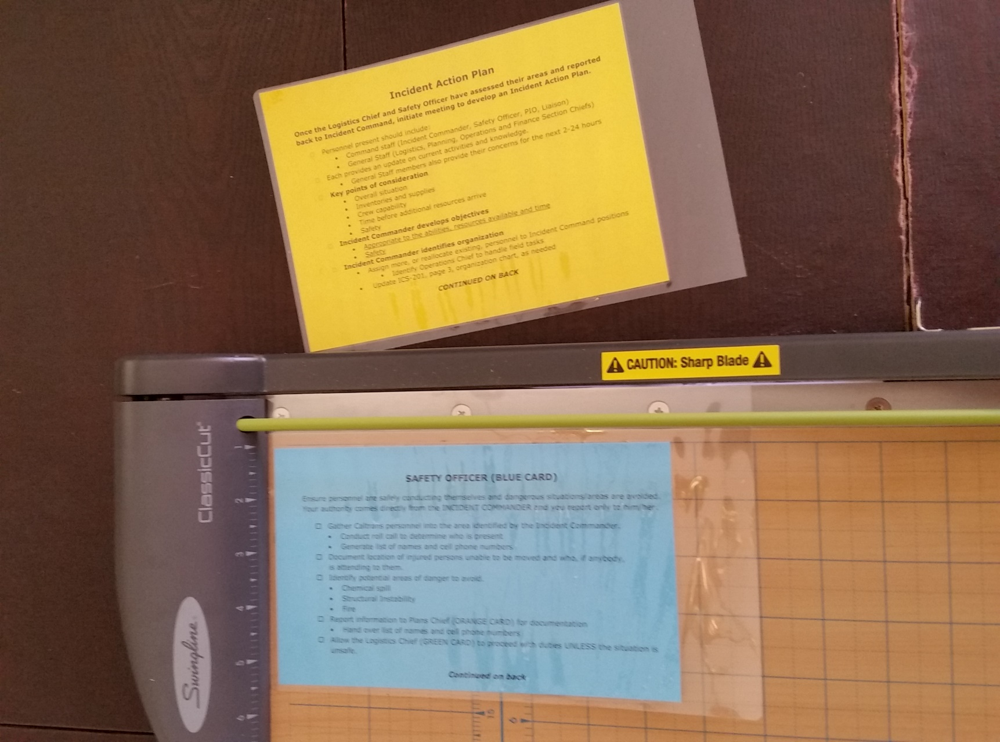 Incident Action Plan
Once the Logistics Chief and Safety Officer have assessed their areas and reported
back to Incident Command, initiate meeting to develop an Incident Action Plan.
Personnel present should include:
• Command staff (Incident Commander, Safety Officer, PIO, Liaison)
• General Staff (Logistics, Planning, Operations and Finance Section Chiefs)
Each provides an update on current activities and knowledge.
• General Staff members also provide their concerns for the next 2-24 hours
Key points of consideration
• Overall situation
• Inventories and supplies
• Crew capability
• Time before additional resources arrive
• Safety
Incident Commander develops objectives
• Appropriate to the abilities, resources available and time
• Safety
Incident Commander identifies organization
• Assign more, or reallocate existing, personnel to Incident Command positions
• Identify Operations Chief to handle field tasks
• Update ICS-201, page 3, organization chart, as needed
CONTINUED ON BACK
CAUTION: Sharp Blade
ClassicCut
Swingline
1
2
3
4
5
6
SAFETY OFFICER (BLUE CARD)
Ensure personnel are safely conducting themselves and dangerous situations/areas are avoided.
Your authority comes directly from the INCIDENT COMMANDER and you report only to him/her.
☐ Gather Caltrans personnel into the area identified by the Incident Commander.
• Conduct roll call to determine who is present
• Generate list of names and cell phone numbers
☐ Document location of injured persons unable to be moved and who, if anybody,
is attending to them.
☐ Identify potential areas of danger to avoid.
• Chemical spill
• Structural Instability
• Fire
☐ Report information to Plans Chief (ORANGE CARD) for documentation
• Hand over list of names and cell phone numbers
☐ Allow the Logistics Chief (GREEN CARD) to proceed with duties UNLESS the situation is
unsafe.
Continued on back
10
6